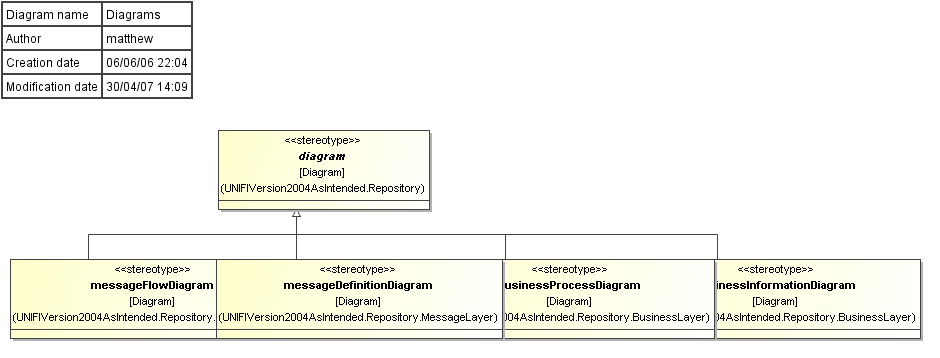 Diagram name Diagrams
Author matthew
Creation date 06/06/06 22:04
Modification date 30/04/07 14:09
<<stereotype>>
diagram
[Diagram]
(UNIFIVersion2004AsIntended.Repository)
<<stereotype>> <<stereotype>> <<stereotype>> <<stereotype>>
messageFlowDiagram messageDefinitionDiagram usinessProcessDiagram inessInformationDiagram
[Diagram] [Diagram] [Diagram] [Diagram]
(UNIFIVersion2004AsIntended.Repository. (UNIFIVersion2004AsIntended.Repository.MessageLayer) 04AsIntended.Repository.BusinessLayer) 04AsIntended.Repository.BusinessLayer)